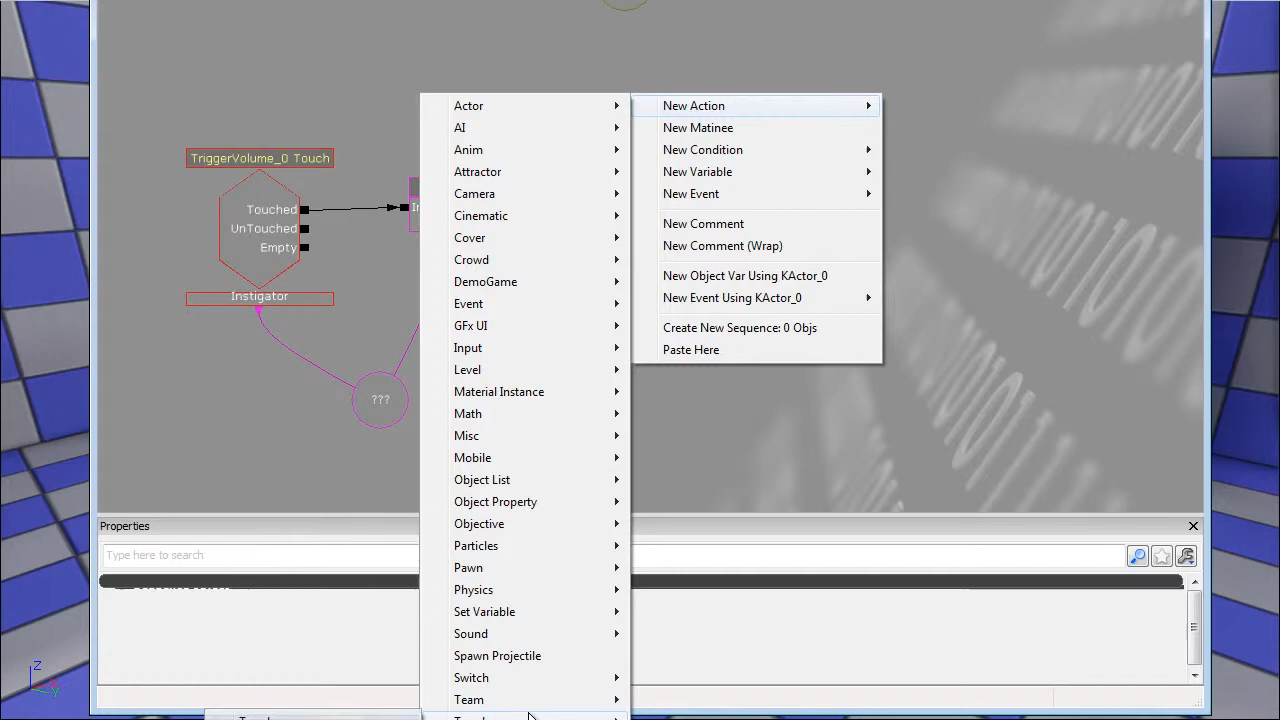 New Action
New Matinee
New Condition
New Variable
New Event
New Comment
New Comment (Wrap)
New Object Var Using KActor_0
New Event Using KActor_0
Create New Sequence: 0 Objs
Paste Here
Actor
AI
Anim
Attractor
Camera
Cinematic
Cover
Crowd
DemoGame
Event
GFx UI
Input
Level
Material Instance
Math
Misc
Mobile
Object List
Object Property
Objective
Particles
Pawn
Physics
Set Variable
Sound
Spawn Projectile
Switch
Team
TriggerVolume_0 Touch
Touched
UnTouched
Empty
Instigator
In
???
Properties
Type here to search
Z
Y